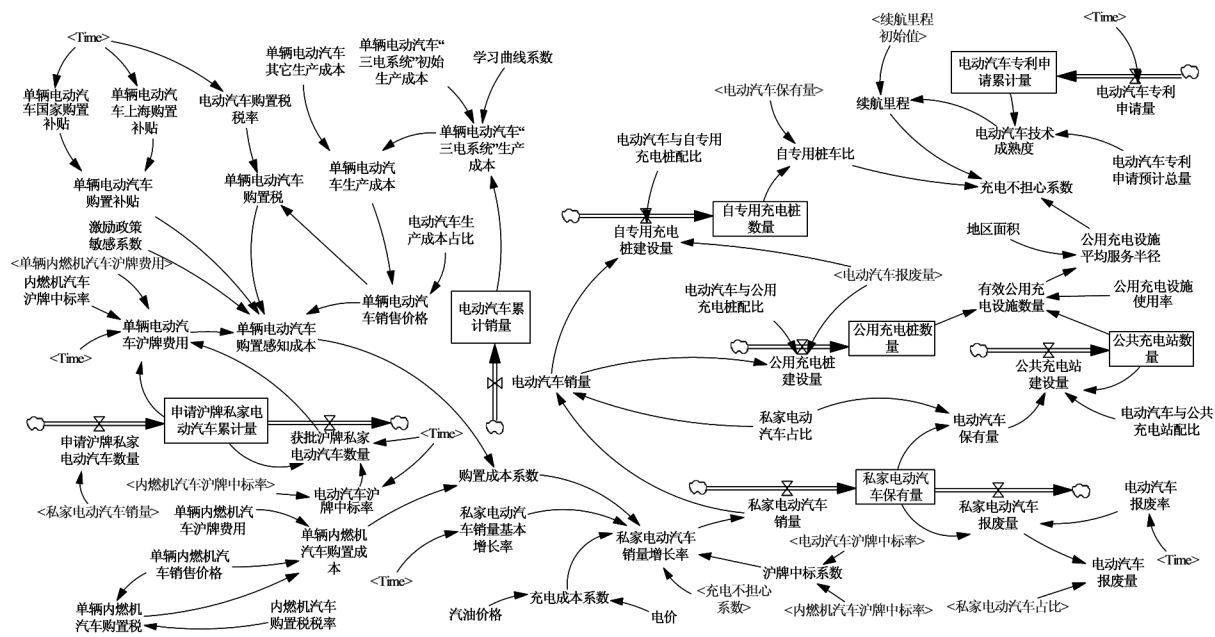 <Time>
单辆电动汽车
其它生产成本
单辆电动汽车“
三电系统”初始
生产成本
学习曲线系数
<续航里程
初始值>
<Time>
电动汽车专利申
请累计量
电动汽车专利
申请量
单辆电动汽
车国家购置
补贴
单辆电动汽
车上海购置
补贴
电动汽车购置税
税率
<电动汽车保有量>
续航里程
单辆电动汽车“
三电系统”生产
成本
电动汽车与自专用
充电桩配比
自专用桩车比
电动汽车技术
成熟度
电动汽车专利
申请预计总量
单辆电动汽车
购置补贴
单辆电动汽车
购置税
单辆电动汽
车生产成本
充电不担心系数
自专用充电桩
数量
自专用充电
桩建设量
激励政策
敏感系数
电动汽车生
产成本占比
地区面积
公用充电设施
平均服务半径
<单辆内燃机汽车沪牌费用>
内燃机汽车
沪牌中标率
<电动汽车报废量>
电动汽车与公用
充电桩配比
有效公用充
电设施数量
公用充电设施
使用率
单辆电动汽
车销售价格
电动汽车累
计销量
单辆电动汽
车沪牌费用
单辆电动汽车
购置感知成本
<Time>
公用充电桩数
量
公用充电桩
建设量
公共充电站数
量
公共充电站
建设量
电动汽车销量
申请沪牌私家电
动汽车累计量
申请沪牌私家
电动汽车数量
获批沪牌私家
电动汽车数量
<Time>
私家电动
汽车占比
电动汽车
保有量
电动汽车与公共
充电站配比
<内燃机汽车沪牌中标率>
电动汽车沪
牌中标率
购置成本系数
<私家电动汽车销量>
私家电动汽车
销量
私家电动汽
车保有量
私家电动汽车
报废量
电动汽车
报废率
单辆内燃机汽
车沪牌费用
单辆内燃机
汽车购置成
本
私家电动汽
车销量基本
增长率
私家电动汽车
销量增长率
<电动汽车沪牌中标率>
<Time>
单辆内燃机汽
车销售价格
<Time>
沪牌中标系数
电动汽车
报废量
<充电不担心
系数>
充电成本系数
<内燃机汽车沪牌中标率>
<私家电动汽车占比>
单辆内燃机
汽车购置税
内燃机汽车
购置税税率
汽油价格
电价